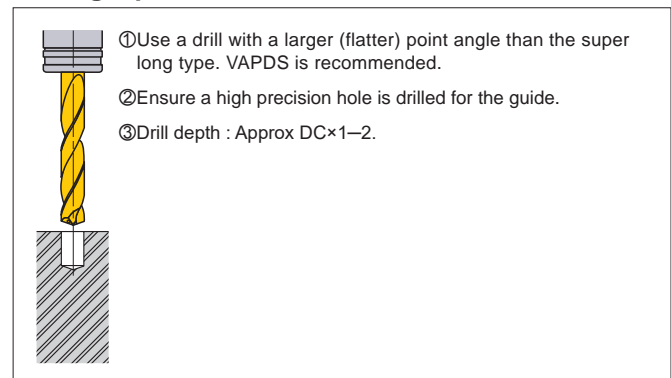 ①Use a drill with a larger (flatter) point angle than the super
long type. VAPDS is recommended.
②Ensure a high precision hole is drilled for the guide.
③Drill depth : Approx DC×1─2.